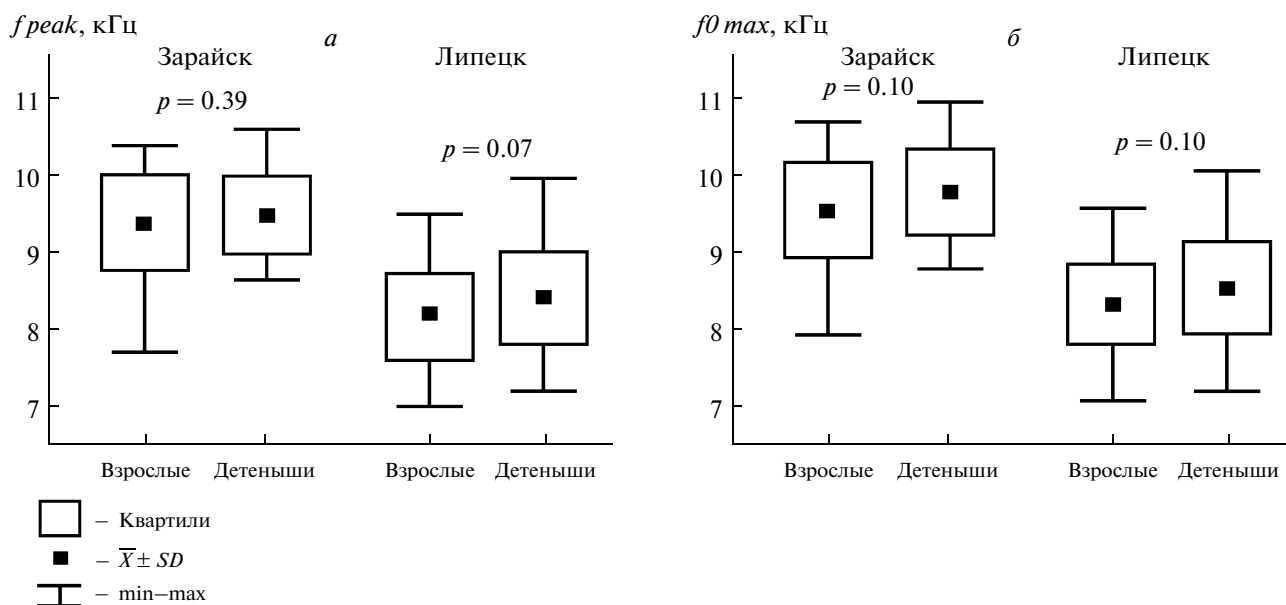 f peak, кГц
а
Зарайск
Липецк
p = 0.39
p = 0.07
11
10
9
8
7
Взрослые
Детеныши
Взрослые
Детеныши
f0 max, кГц
б
Зарайск
Липецк
p = 0.10
p = 0.10
11
10
9
8
7
Взрослые
Детеныши
Взрослые
Детеныши
– Квартили
– X̅ ± SD
– min–max